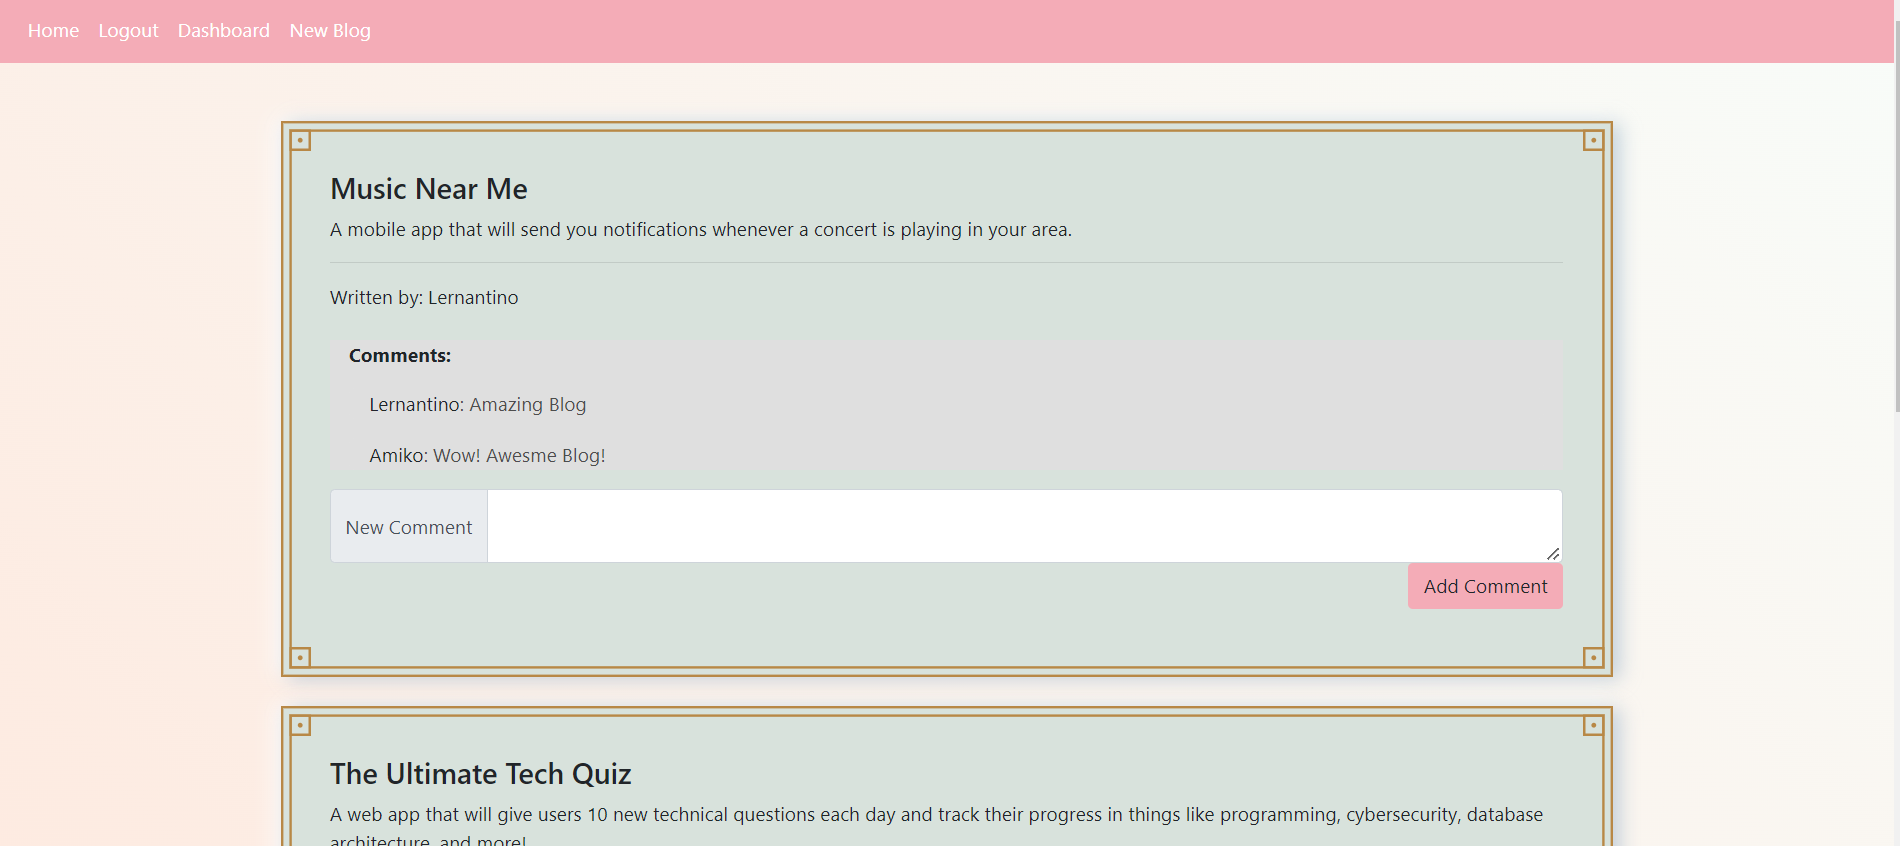 Home Logout Dashboard New Blog
Music Near Me
A mobile app that will send you notifications whenever a concert is playing in your area.
Written by: Lernantino
Comments:
Lernantino: Amazing Blog
Amiko: Wow! Awesme Blog!
New Comment
Add Comment
The Ultimate Tech Quiz
A web app that will give users 10 new technical questions each day and track their progress in things like programming, cybersecurity, database
architecture, and more!